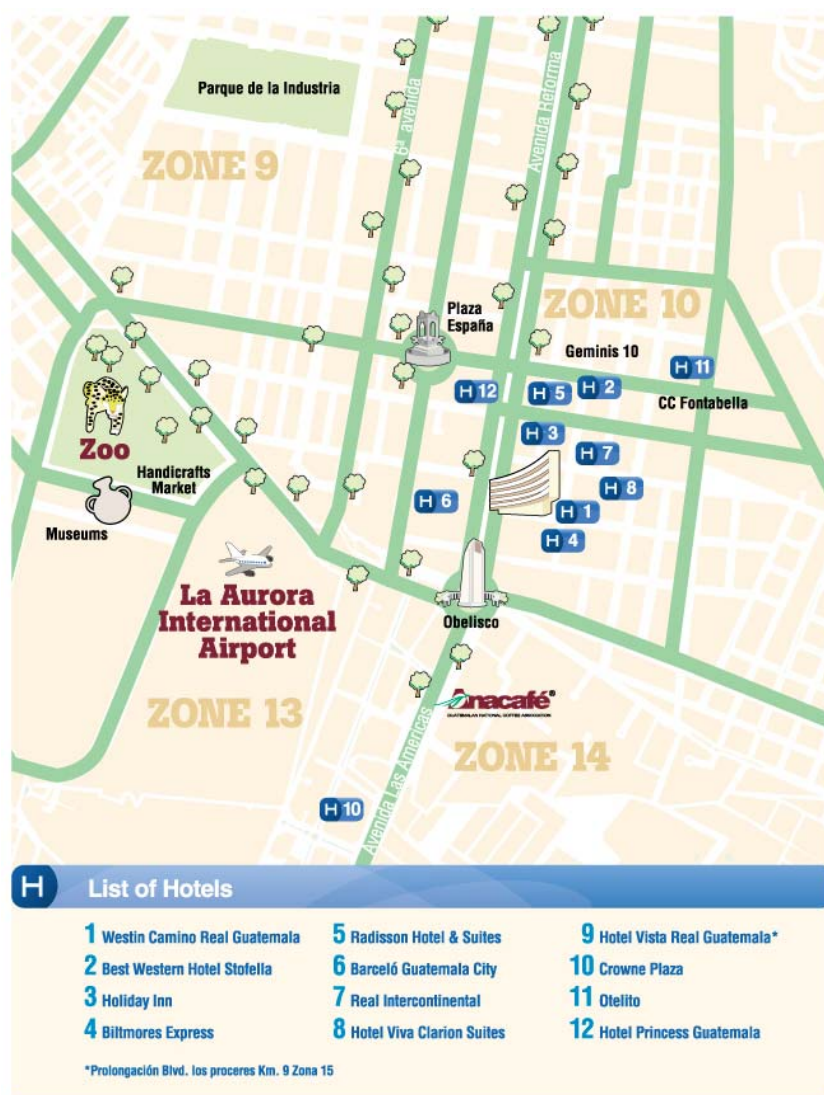 Parque de la Industria
6ª avenida
Avenida Reforma
ZONE 9
Plaza
España
ZONE 10
Geminis 10
H 11
H 12
H 5
H 2
CC Fontabella
H 3
H 7
Zoo
Handicrafts
Market
H 6
H 8
H 1
Museums
H 4
La Aurora
International
Airport
Obelisco
Anacafé®
GUATEMALAN NATIONAL COFFEE ASSOCIATION
ZONE 13
ZONE 14
Avenida Las Americas
H 10
H List of Hotels
1 Westin Camino Real Guatemala
2 Best Western Hotel Stofella
3 Holiday Inn
4 Biltmores Express
5 Radisson Hotel & Suites
6 Barceló Guatemala City
7 Real Intercontinental
8 Hotel Viva Clarion Suites
9 Hotel Vista Real Guatemala*
10 Crowne Plaza
11 Otelito
12 Hotel Princess Guatemala
*Prolongación Blvd. los proceres Km. 9 Zona 15